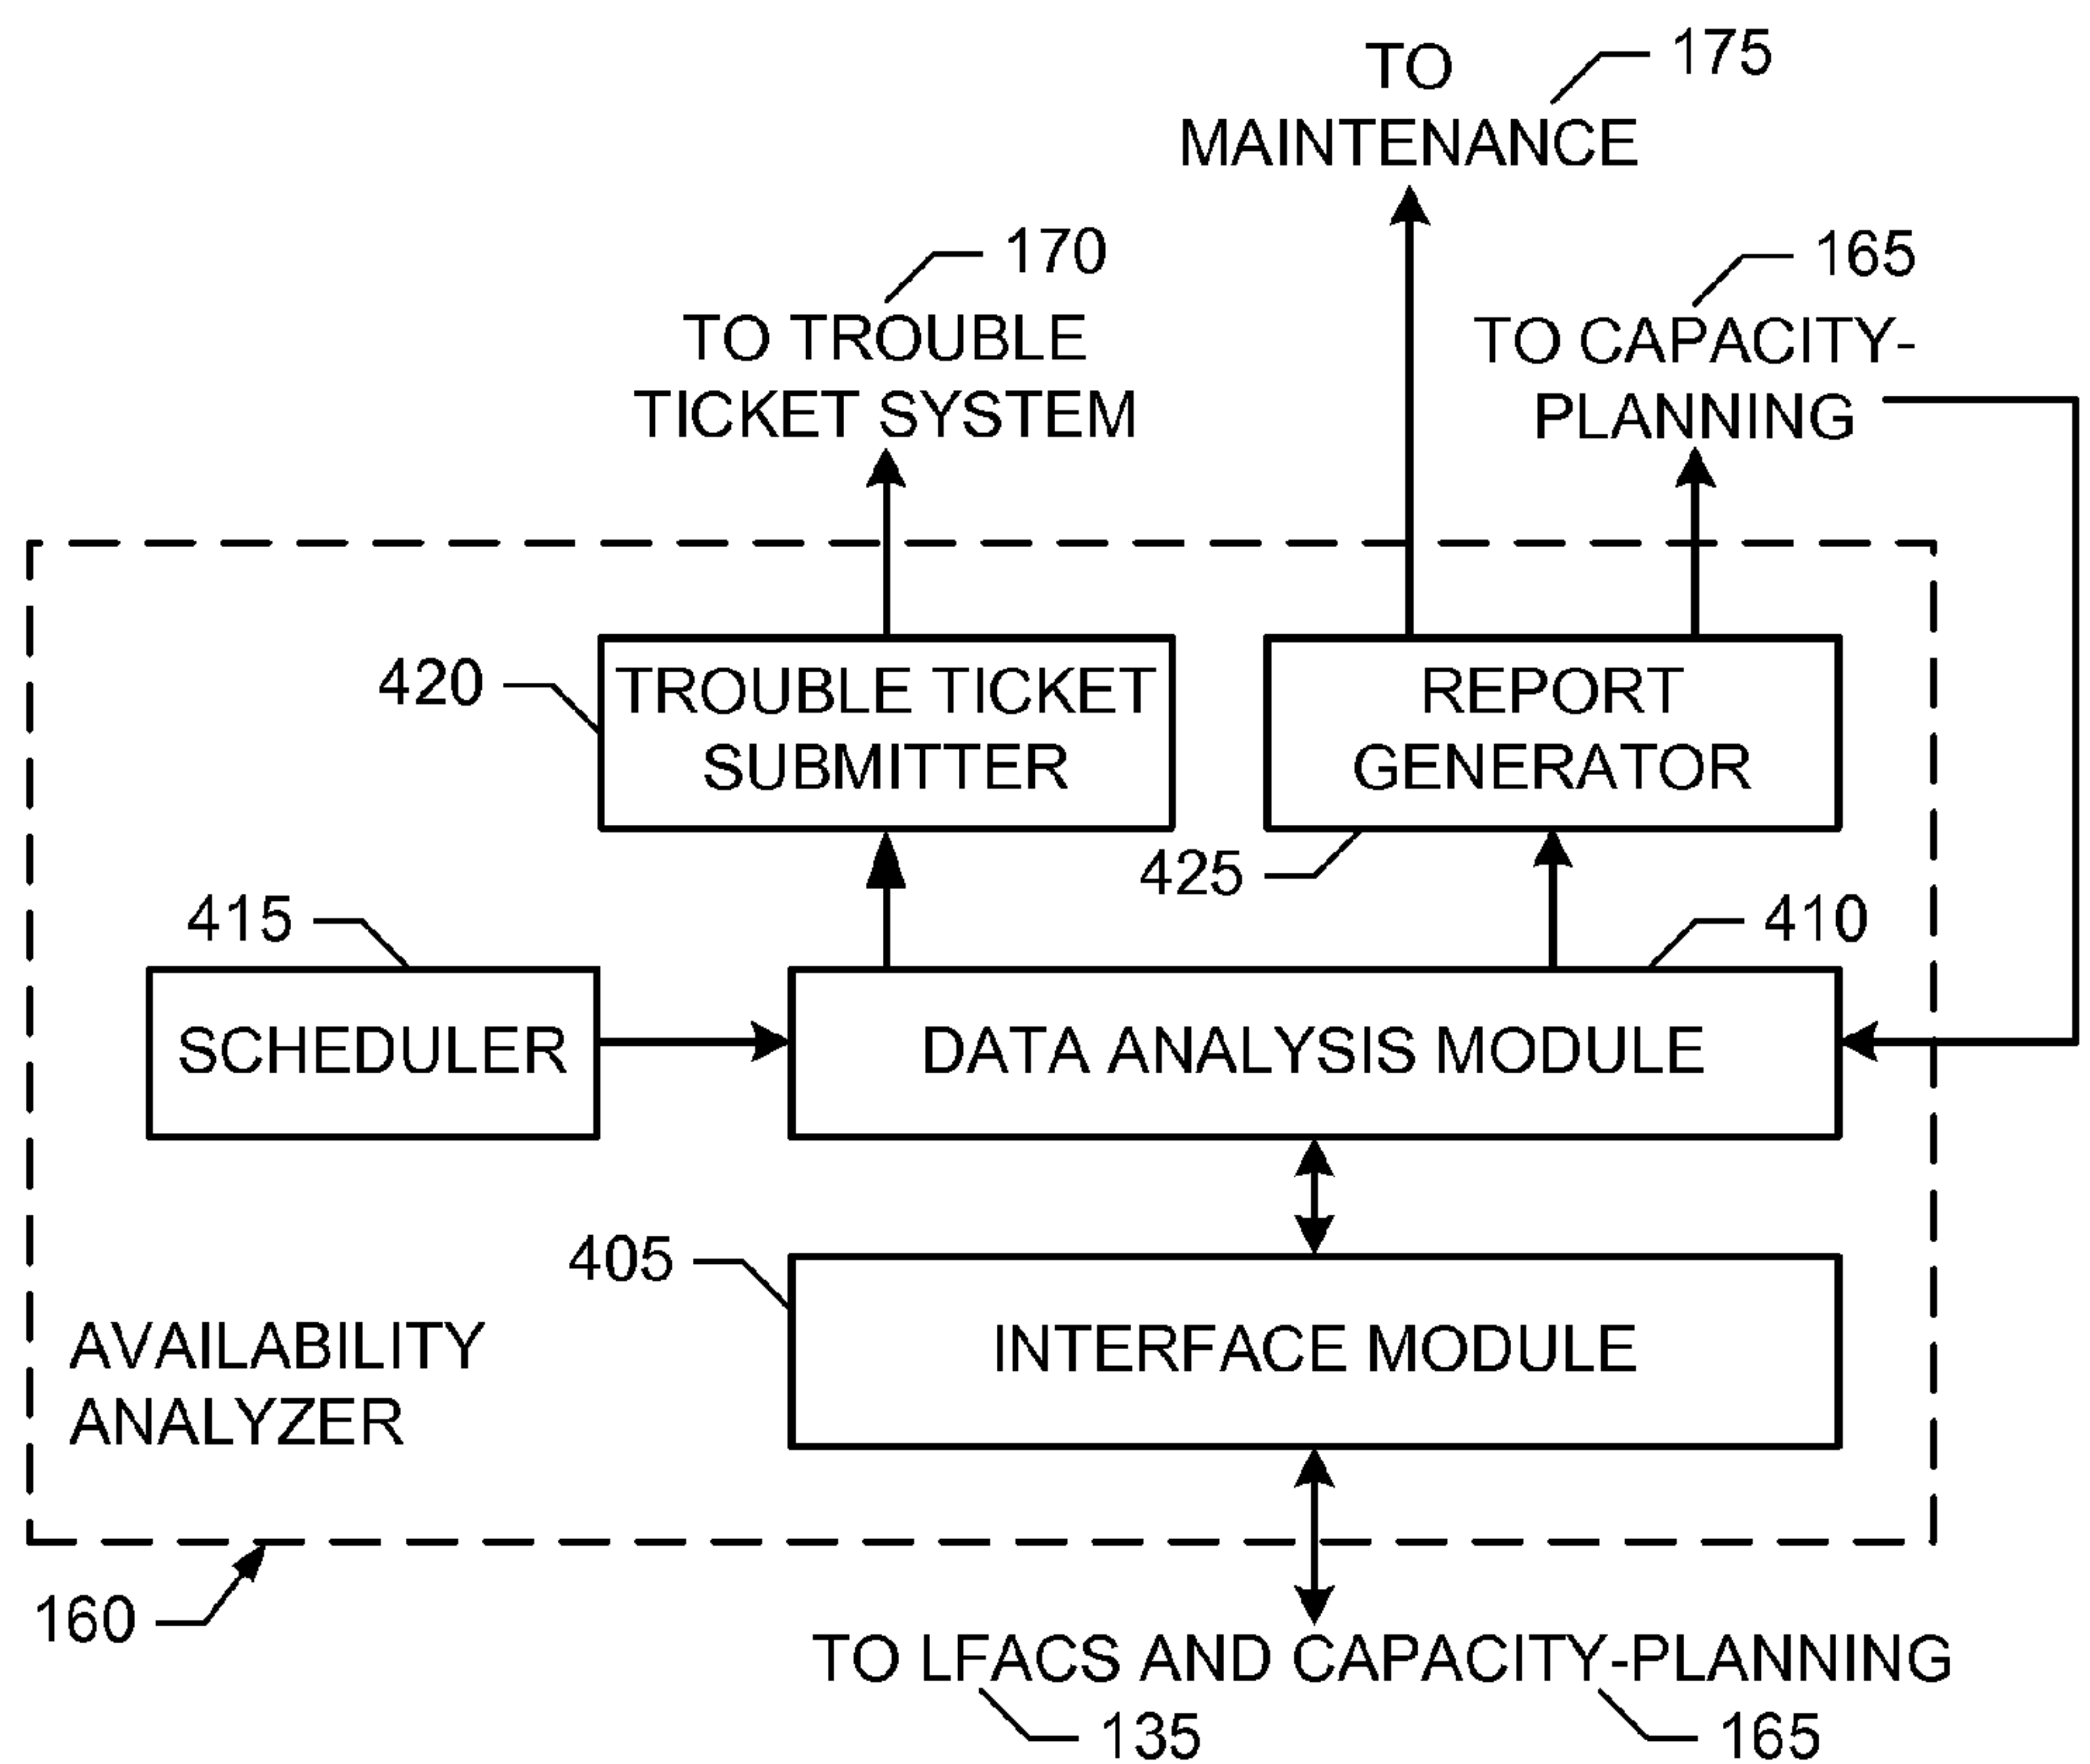 TO
MAINTENANCE
175
170
TO TROUBLE
TICKET SYSTEM
165
TO CAPACITY-
PLANNING
420
TROUBLE TICKET
SUBMITTER
REPORT
GENERATOR
425
415
410
SCHEDULER
DATA ANALYSIS MODULE
405
INTERFACE MODULE
AVAILABILITY
ANALYZER
160
TO LFACS AND CAPACITY-PLANNING
135
165